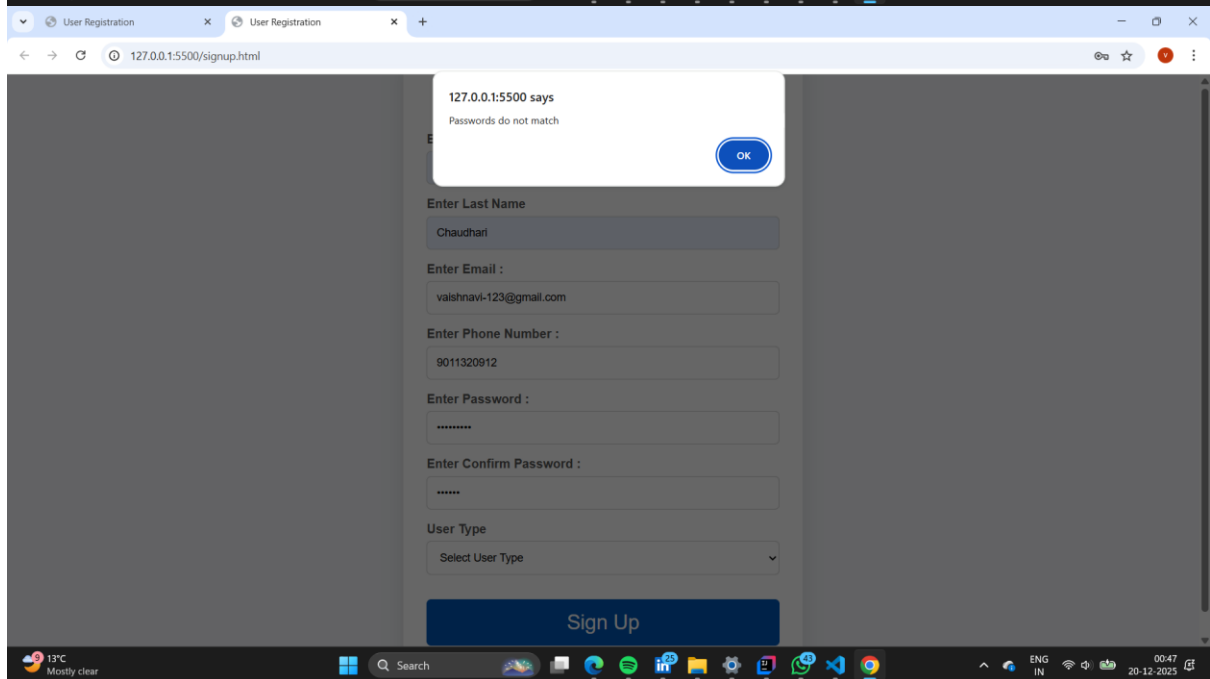 User Registration
User Registration
127.0.0.1:5500/signup.html
V
127.0.0.1:5500 says
Passwords do not match
OK
E
Enter Last Name
Chaudhari
Enter Email :
vaishnavi-123@gmail.com
Enter Phone Number :
9011320912
Enter Password :
•••••••••
Enter Confirm Password :
••••••
User Type
Select User Type
Sign Up
9
13°C
Mostly clear
Search
25
43
ENG
IN
00:47
20-12-2025